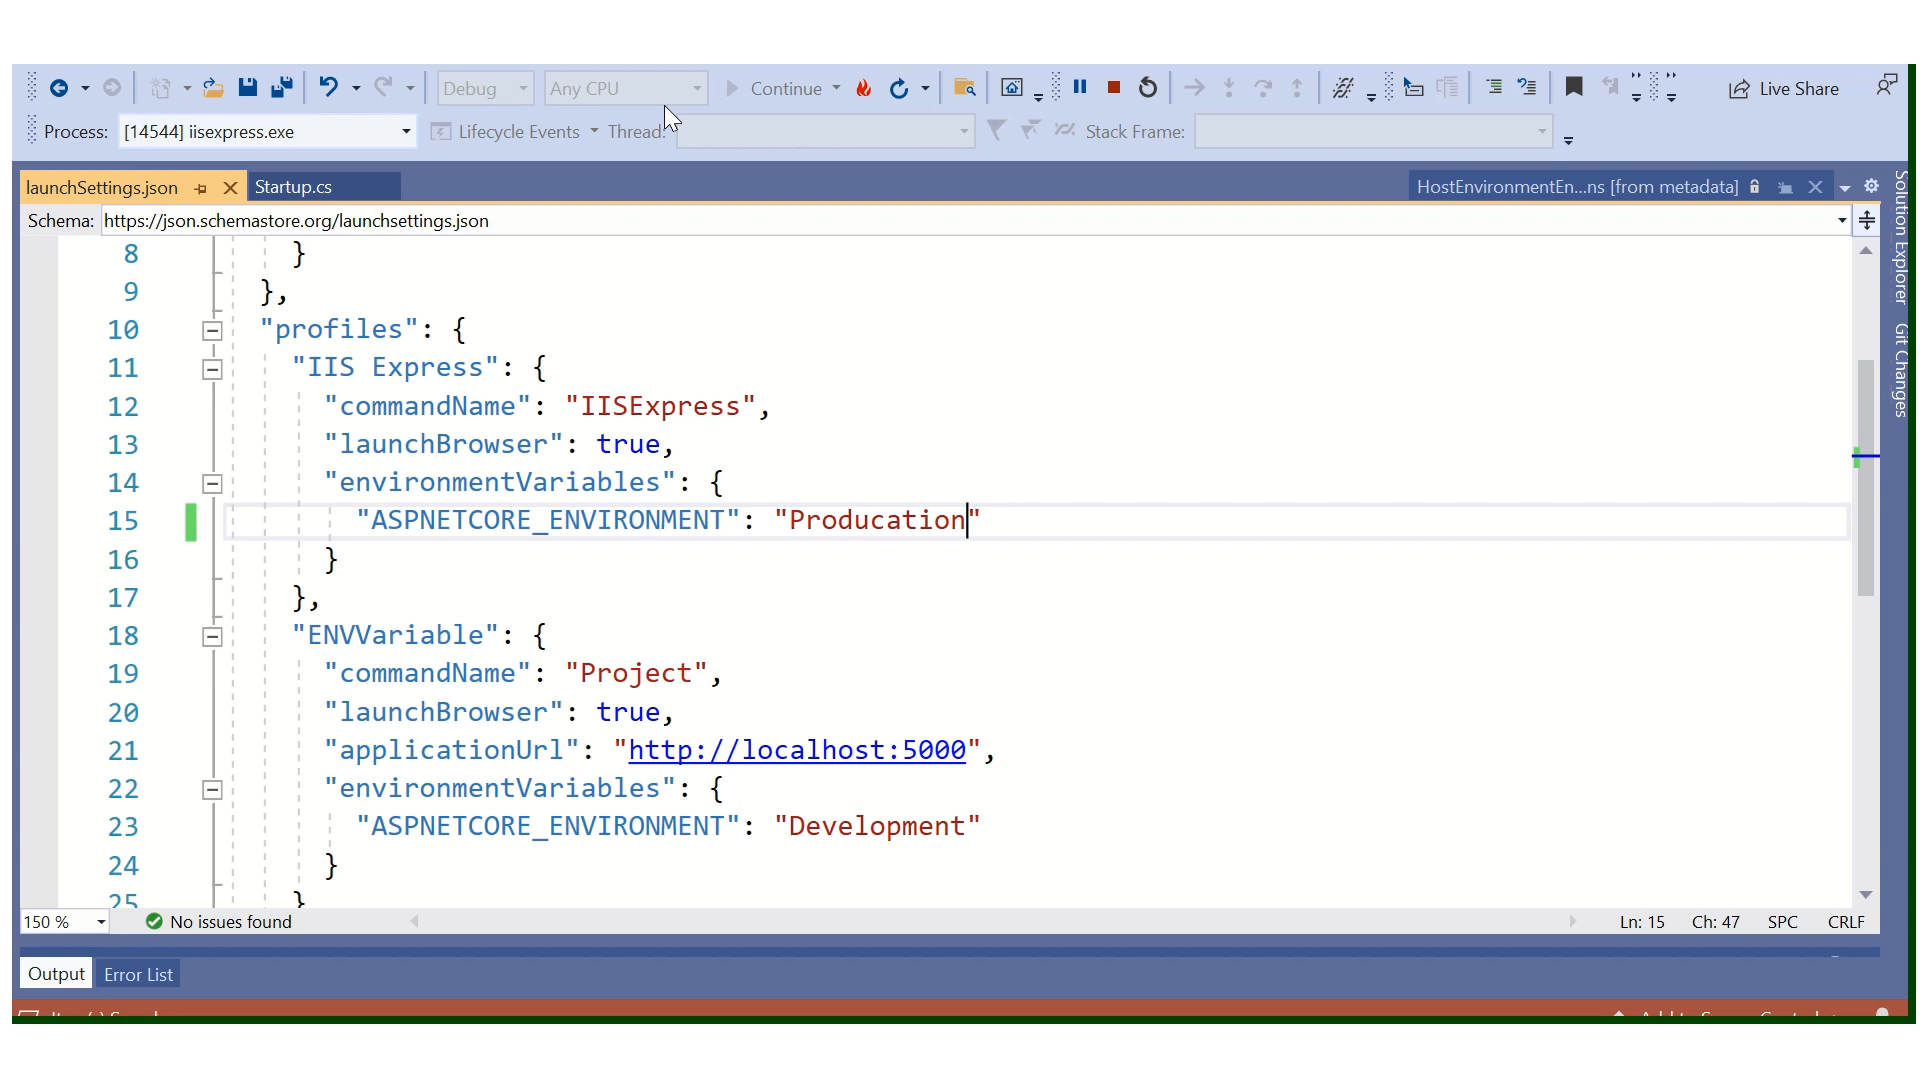 Debug Any CPU Continue Live Share
Process: [14544] iisexpress.exe Lifecycle Events Thread: Stack Frame:
launchSettings.json Startup.cs HostEnvironmentEn...ns [from metadata]
Schema: https://json.schemastore.org/launchsettings.json
8 }
9 },
10 "profiles": {
11 "IIS Express": {
12 "commandName": "IISExpress",
13 "launchBrowser": true,
14 "environmentVariables": {
15 "ASPNETCORE_ENVIRONMENT": "Producation"
16 }
17 },
18 "ENVVariable": {
19 "commandName": "Project",
20 "launchBrowser": true,
21 "applicationUrl": "http://localhost:5000",
22 "environmentVariables": {
23 "ASPNETCORE_ENVIRONMENT": "Development"
24 }
25 }
150 % No issues found Ln: 15 Ch: 47 SPC CRLF
Output Error List
Solution Explorer
Git Changes